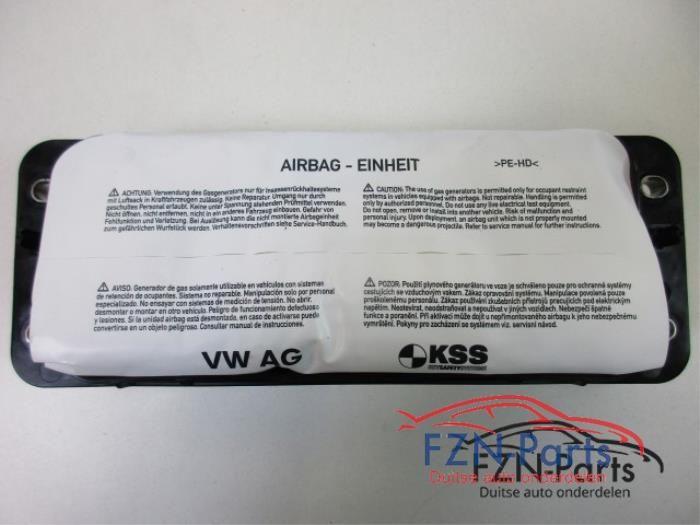 AIRBAG - EINHEIT
>PE-HD<
ACHTUNG: Verwendung des Gasgenerators nur für Insassenrückhaltesysteme
mit Luftsack in Kraftfahrzeugen zulässig. Keine Reparatur. Umgang nur durch
geschultes Personal erlaubt. Keine unter Spannung stehenden Prüfmittel verwenden.
Nicht öffnen, nicht entfernen, nicht in ein anderes Fahrzeug einbauen. Gefahr von
Fehlfunktion und Verletzung. Bei Auslösung kann die nicht montierte Airbageinheit
zum gefährlichen Wurfstück werden. Verhaltensvorschriften siehe Service-Handbuch.
CAUTION: The use of gas generators is permitted only for occupant restraint
systems in vehicles equipped with airbags. Not repairable. Handling is permitted
only by authorized personnel. Do not use any live electrical test equipment.
Do not open, remove or install into another vehicle. Risk of malfunction and
personal injury. Upon deployment, an airbag unit which is not properly mounted
may become a dangerous projectile. Refer to service manual for further instructions.
AVISO: Generador de gas solamente utilizable en vehículos con sistemas
de retención de ocupantes. Sistema no reparable. Manipulación solo por personal
especializado. No ensayar con sistemas de medición de tensión. No abrir,
desmontar o montar en otro vehículo. Peligro de funcionamiento defectuoso
y lesiones. Si la unidad airbag está desmontada, en caso de activarse puede
convertirse en un objeto peligroso. Consultar manual de instrucciones.
POZOR: Použití plynového generátoru ve voze je schváleno pouze pro ochranné systémy
cestujících se vzduchovým vakem. Zákaz opravování systému. Manipulace povolená pouze
proškolenému personálu. Zákaz používání zkušebních přístrojů pracujících pod elektrickým
napětím. Neotevírat, neodstraňovat a nepoužívat v jiných vozidlech. Nebezpečí špatné
funkce a poranění. Při aktivaci může dojít u nepřimontovaného airbagu k jeho nebezpečnému
vymrštění. Pokyny pro zacházení se systémem viz. servisní návod.
VW AG
KSS
KEYSAFETYSYSTEMS
FZN-Parts
Duitse auto onderdelen
FZN-Parts
Duitse auto onderdelen